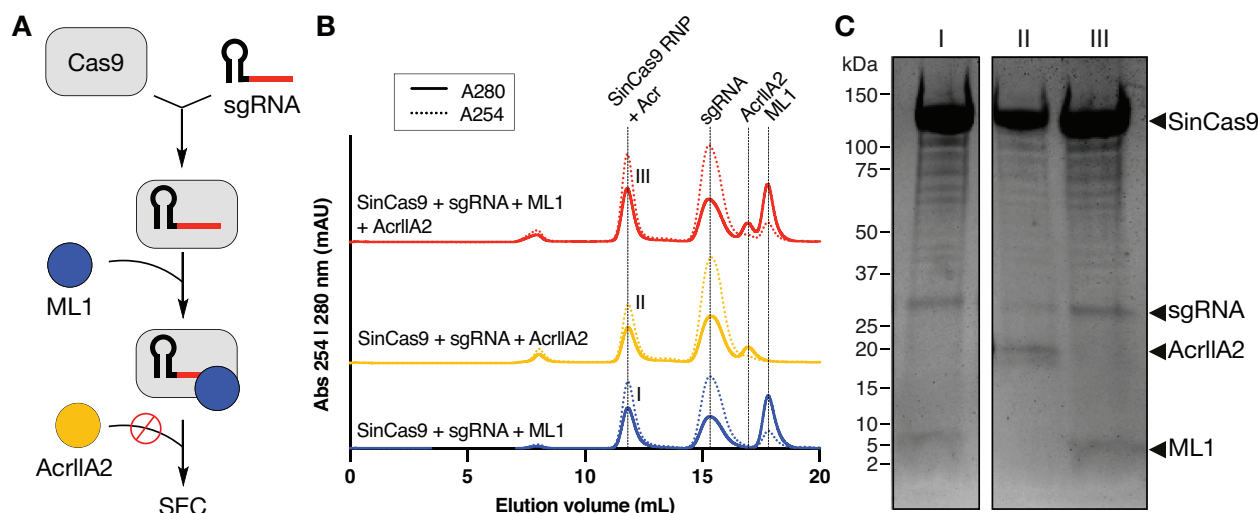 A
Cas9
sgRNA
ML1
AcrIIA2
SEC
B
A280
A254
SinCas9 RNP
+ Acr
sgRNA
AcrIIA2
ML1
III
SinCas9 + sgRNA + ML1
+ AcrIIA2
II
SinCas9 + sgRNA + AcrIIA2
I
SinCas9 + sgRNA + ML1
Abs 254 I 280 nm (mAU)
0
5
10
15
20
Elution volume (mL)
C
I
II
III
kDa
150
100
75
50
37
25
20
15
10
5
2
SinCas9
sgRNA
AcrIIA2
ML1